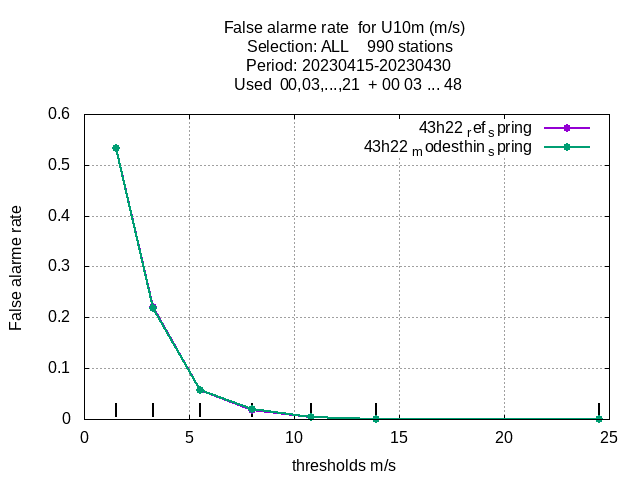 False alarme rate  for U10m (m/s)
Selection: ALL    990 stations
Period: 20230415-20230430
Used  00,03,...,21  + 00 03 ... 48
43h22 ref spring
43h22 modesthin spring
False alarme rate
0.6
0.5
0.4
0.3
0.2
0.1
0
0 5 10 15 20 25
thresholds m/s